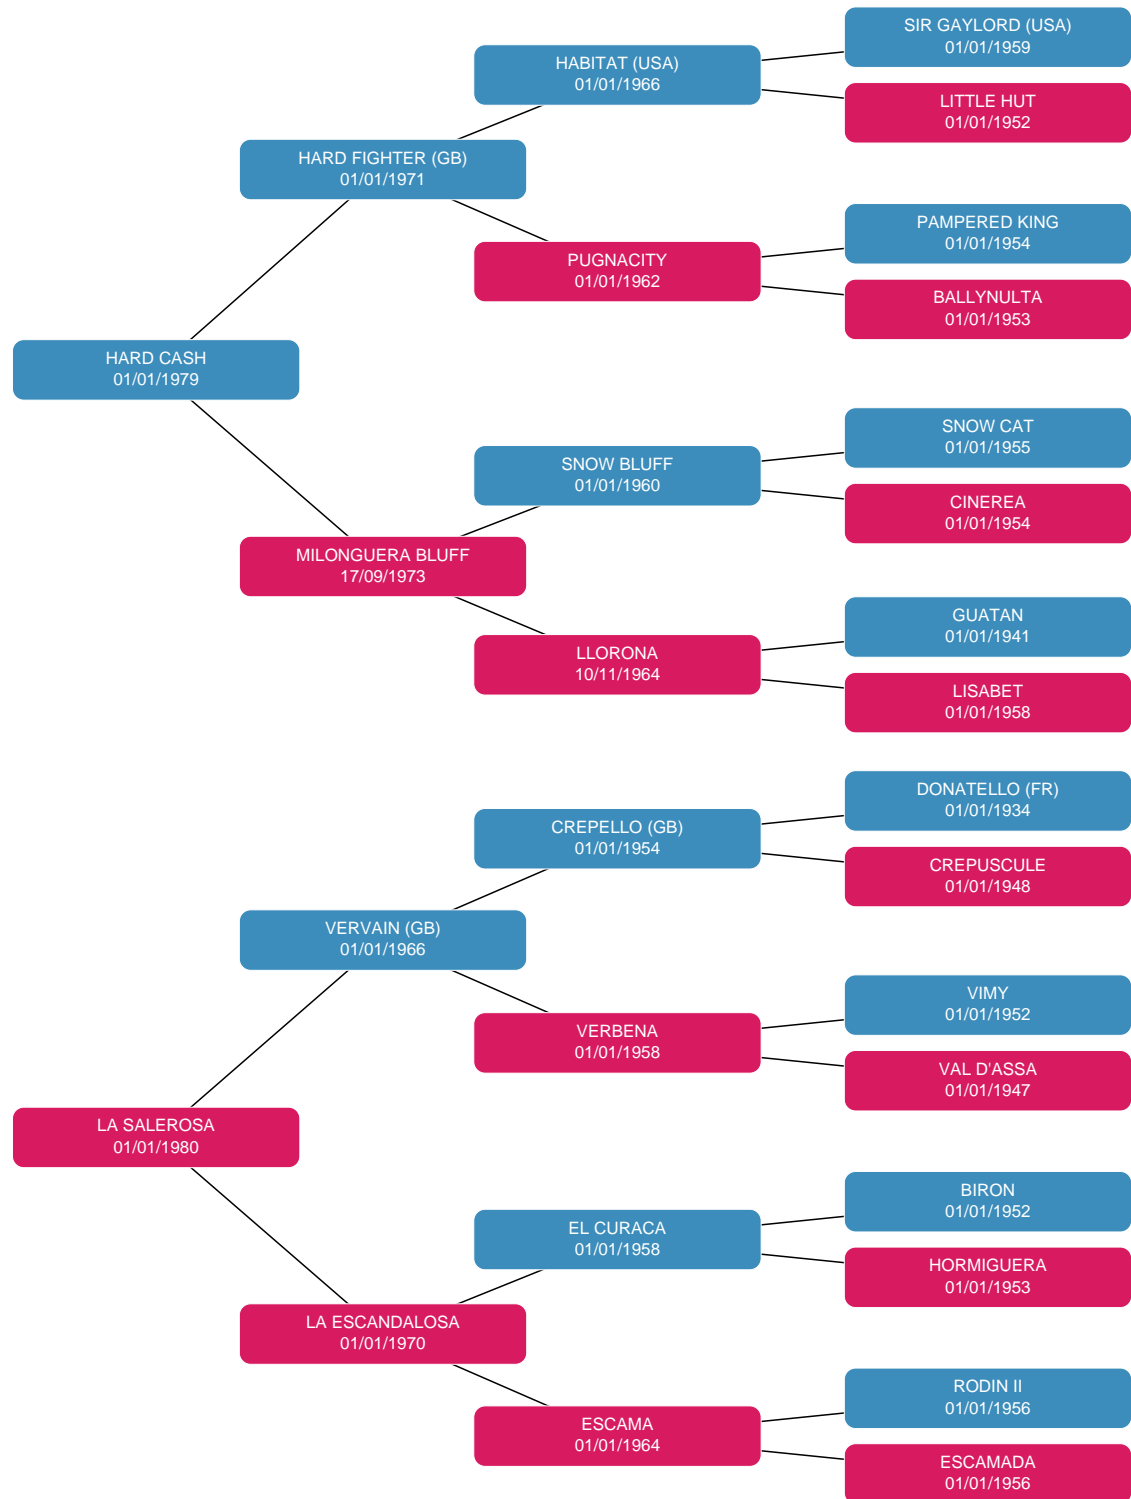 SIR GAYLORD (USA)
01/01/1959
HABITAT (USA)
01/01/1966
LITTLE HUT
01/01/1952
HARD FIGHTER (GB)
01/01/1971
PAMPERED KING
01/01/1954
PUGNACITY
01/01/1962
BALLYNULTA
01/01/1953
HARD CASH
01/01/1979
SNOW CAT
01/01/1955
SNOW BLUFF
01/01/1960
CINEREA
01/01/1954
MILONGUERA BLUFF
17/09/1973
GUATAN
01/01/1941
LLORONA
10/11/1964
LISABET
01/01/1958
DONATELLO (FR)
01/01/1934
CREPELLO (GB)
01/01/1954
CREPUSCULE
01/01/1948
VERVAIN (GB)
01/01/1966
VIMY
01/01/1952
VERBENA
01/01/1958
VAL D'ASSA
01/01/1947
LA SALEROSA
01/01/1980
BIRON
01/01/1952
EL CURACA
01/01/1958
HORMIGUERA
01/01/1953
LA ESCANDALOSA
01/01/1970
RODIN II
01/01/1956
ESCAMA
01/01/1964
ESCAMADA
01/01/1956